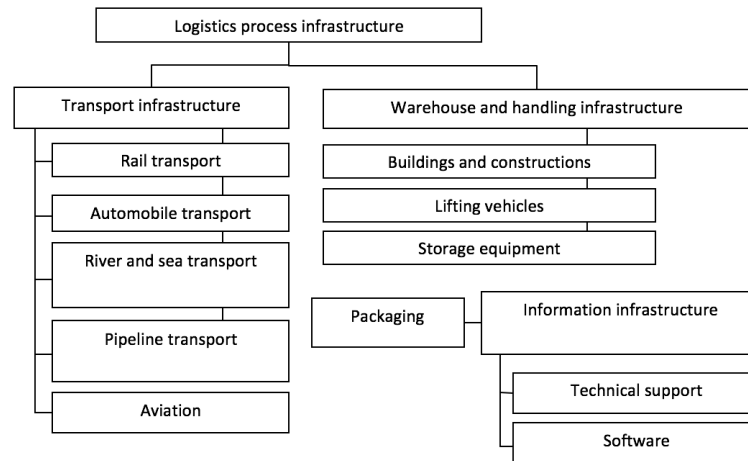 Logistics process infrastructure
Transport infrastructure
Rail transport
Automobile transport
River and sea transport
Pipeline transport
Aviation
Warehouse and handling infrastructure
Buildings and constructions
Lifting vehicles
Storage equipment
Packaging
Information infrastructure
Technical support
Software